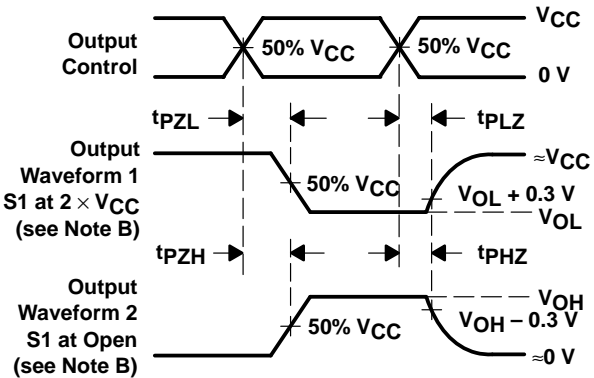 VCC
Output
Control
50% VCC
50% VCC
0 V
tPZL
tPLZ
Output
Waveform 1
S1 at 2 × VCC
(see Note B)
≈VCC
50% VCC
VOL + 0.3 V
VOL
tPZH
tPHZ
Output
Waveform 2
S1 at Open
(see Note B)
VOH
50% VCC
VOH – 0.3 V
≈0 V